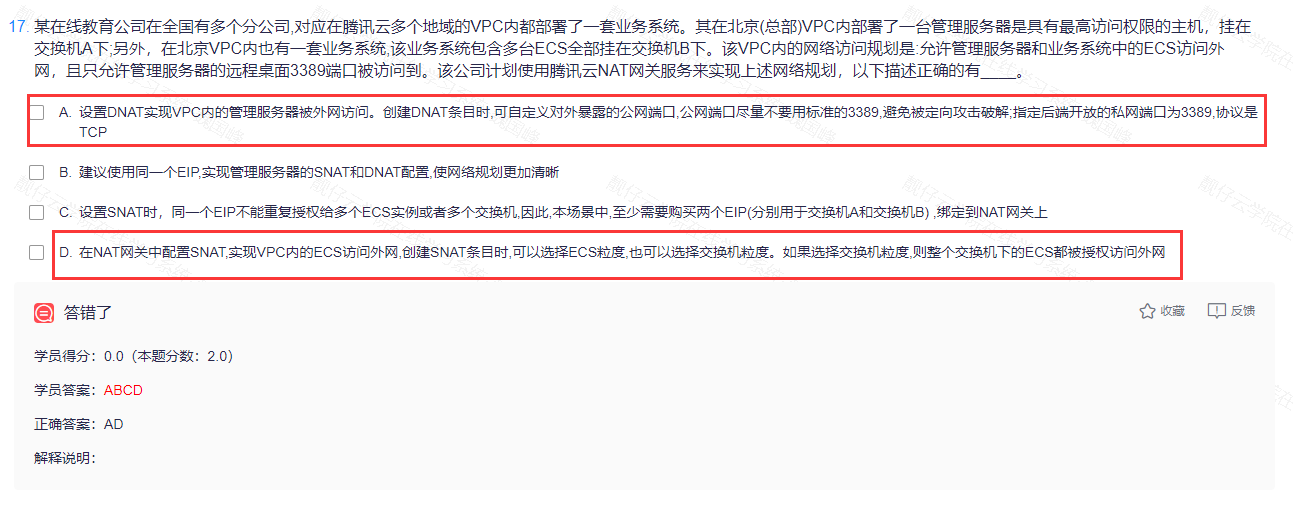 17. 某在线教育公司在全国有多个分公司,对应在腾讯云多个地域的VPC内都部署了一套业务系统。其在北京(总部)VPC内部署了一台管理服务器是具有最高访问权限的主机，挂在
交换机A下;另外，在北京VPC内也有一套业务系统,该业务系统包含多台ECS全部挂在交换机B下。该VPC内的网络访问规划是:允许管理服务器和业务系统中的ECS访问外
网，且只允许管理服务器的远程桌面3389端口被访问到。该公司计划使用腾讯云NAT网关服务来实现上述网络规划，以下描述正确的有____。
A. 设置DNAT实现VPC内的管理服务器被外网访问。创建DNAT条目时,可自定义对外暴露的公网端口,公网端口尽量不要用标准的3389,避免被定向攻击破解;指定后端开放的私网端口为3389,协议是
TCP
B. 建议使用同一个EIP,实现管理服务器的SNAT和DNAT配置,使网络规划更加清晰
C. 设置SNAT时，同一个EIP不能重复授权给多个ECS实例或者多个交换机,因此,本场景中,至少需要购买两个EIP(分别用于交换机A和交换机B) ,绑定到NAT网关上
D. 在NAT网关中配置SNAT,实现VPC内的ECS访问外网,创建SNAT条目时,可以选择ECS粒度,也可以选择交换机粒度。如果选择交换机粒度,则整个交换机下的ECS都被授权访问外网
答错了
收藏
反馈
学员得分：0.0（本题分数：2.0）
学员答案：ABCD
正确答案：AD
解释说明：